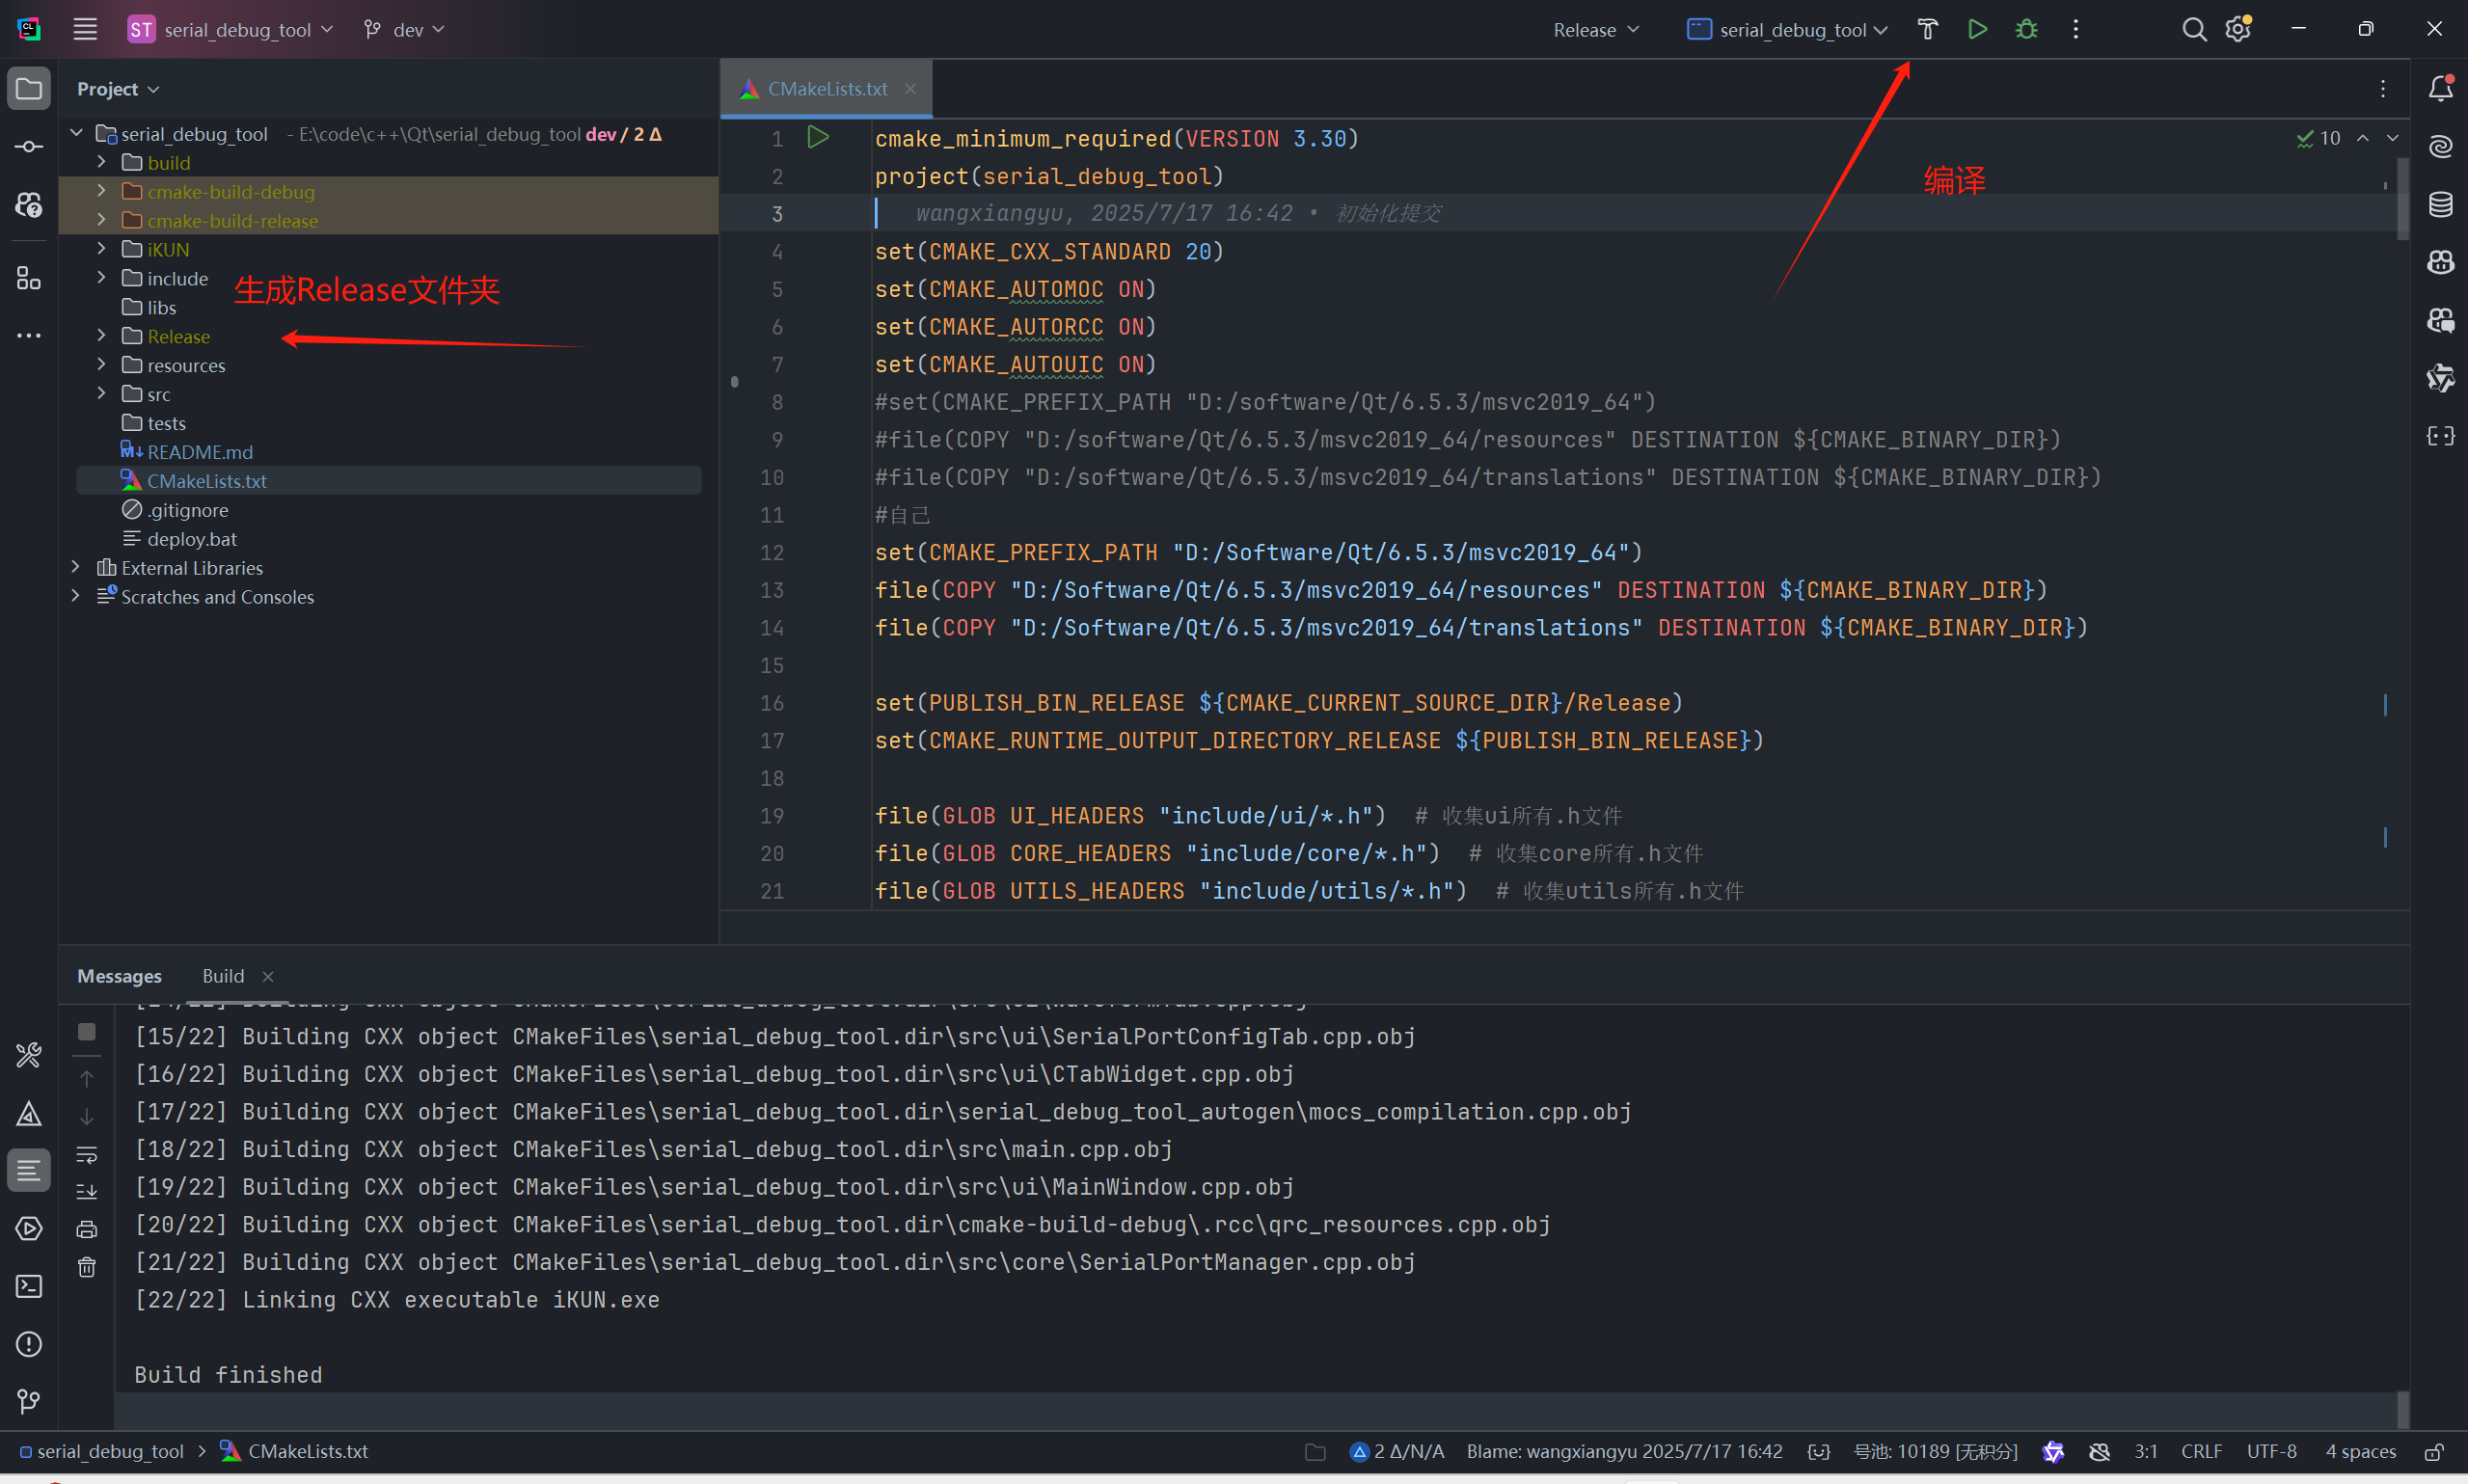 ST serial_debug_tool dev Release serial_debug_tool
Project
CMakeLists.txt
serial_debug_tool - E:\code\c++\Qt\serial_debug_tool dev / 2 Δ
build
cmake-build-debug
cmake-build-release
iKUN
include
libs
Release
resources
src
tests
README.md
CMakeLists.txt
.gitignore
deploy.bat
External Libraries
Scratches and Consoles
生成Release文件夹
编译
10
1 cmake_minimum_required(VERSION 3.30)
2 project(serial_debug_tool)
3 wangxiangyu, 2025/7/17 16:42 • 初始化提交
4 set(CMAKE_CXX_STANDARD 20)
5 set(CMAKE_AUTOMOC ON)
6 set(CMAKE_AUTORCC ON)
7 set(CMAKE_AUTOUIC ON)
8 #set(CMAKE_PREFIX_PATH "D:/software/Qt/6.5.3/msvc2019_64")
9 #file(COPY "D:/software/Qt/6.5.3/msvc2019_64/resources" DESTINATION ${CMAKE_BINARY_DIR})
10 #file(COPY "D:/software/Qt/6.5.3/msvc2019_64/translations" DESTINATION ${CMAKE_BINARY_DIR})
11 #自己
12 set(CMAKE_PREFIX_PATH "D:/Software/Qt/6.5.3/msvc2019_64")
13 file(COPY "D:/Software/Qt/6.5.3/msvc2019_64/resources" DESTINATION ${CMAKE_BINARY_DIR})
14 file(COPY "D:/Software/Qt/6.5.3/msvc2019_64/translations" DESTINATION ${CMAKE_BINARY_DIR})
15
16 set(PUBLISH_BIN_RELEASE ${CMAKE_CURRENT_SOURCE_DIR}/Release)
17 set(CMAKE_RUNTIME_OUTPUT_DIRECTORY_RELEASE ${PUBLISH_BIN_RELEASE})
18
19 file(GLOB UI_HEADERS "include/ui/*.h") # 收集ui所有.h文件
20 file(GLOB CORE_HEADERS "include/core/*.h") # 收集core所有.h文件
21 file(GLOB UTILS_HEADERS "include/utils/*.h") # 收集utils所有.h文件
Messages Build
[15/22] Building CXX object CMakeFiles\serial_debug_tool.dir\src\ui\SerialPortConfigTab.cpp.obj
[16/22] Building CXX object CMakeFiles\serial_debug_tool.dir\src\ui\CTabWidget.cpp.obj
[17/22] Building CXX object CMakeFiles\serial_debug_tool.dir\serial_debug_tool_autogen\mocs_compilation.cpp.obj
[18/22] Building CXX object CMakeFiles\serial_debug_tool.dir\src\main.cpp.obj
[19/22] Building CXX object CMakeFiles\serial_debug_tool.dir\src\ui\MainWindow.cpp.obj
[20/22] Building CXX object CMakeFiles\serial_debug_tool.dir\cmake-build-debug\.rcc\qrc_resources.cpp.obj
[21/22] Building CXX object CMakeFiles\serial_debug_tool.dir\src\core\SerialPortManager.cpp.obj
[22/22] Linking CXX executable iKUN.exe
Build finished
serial_debug_tool > CMakeLists.txt 2 Δ/N/A Blame: wangxiangyu 2025/7/17 16:42 号池: 10189 [无积分] 3:1 CRLF UTF-8 4 spaces